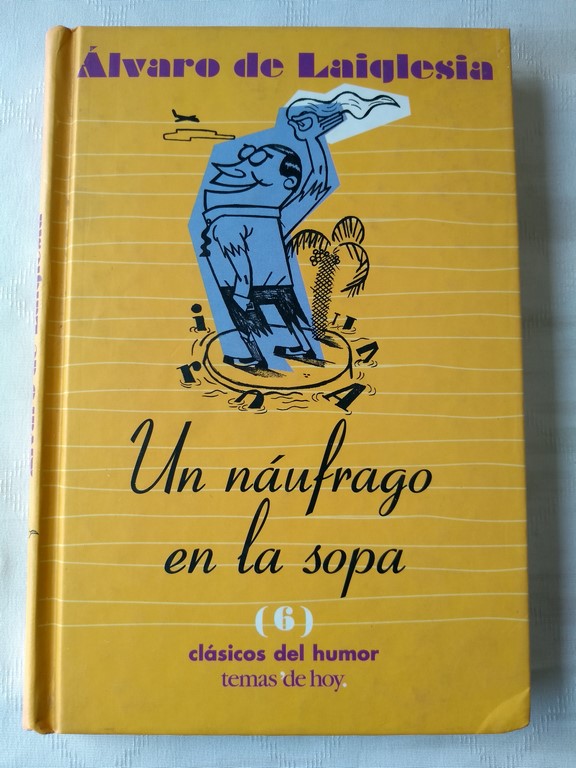 Álvaro de Laiglesia
Un náufrago
en la sopa
(6)
clásicos del humor
temas de hoy.